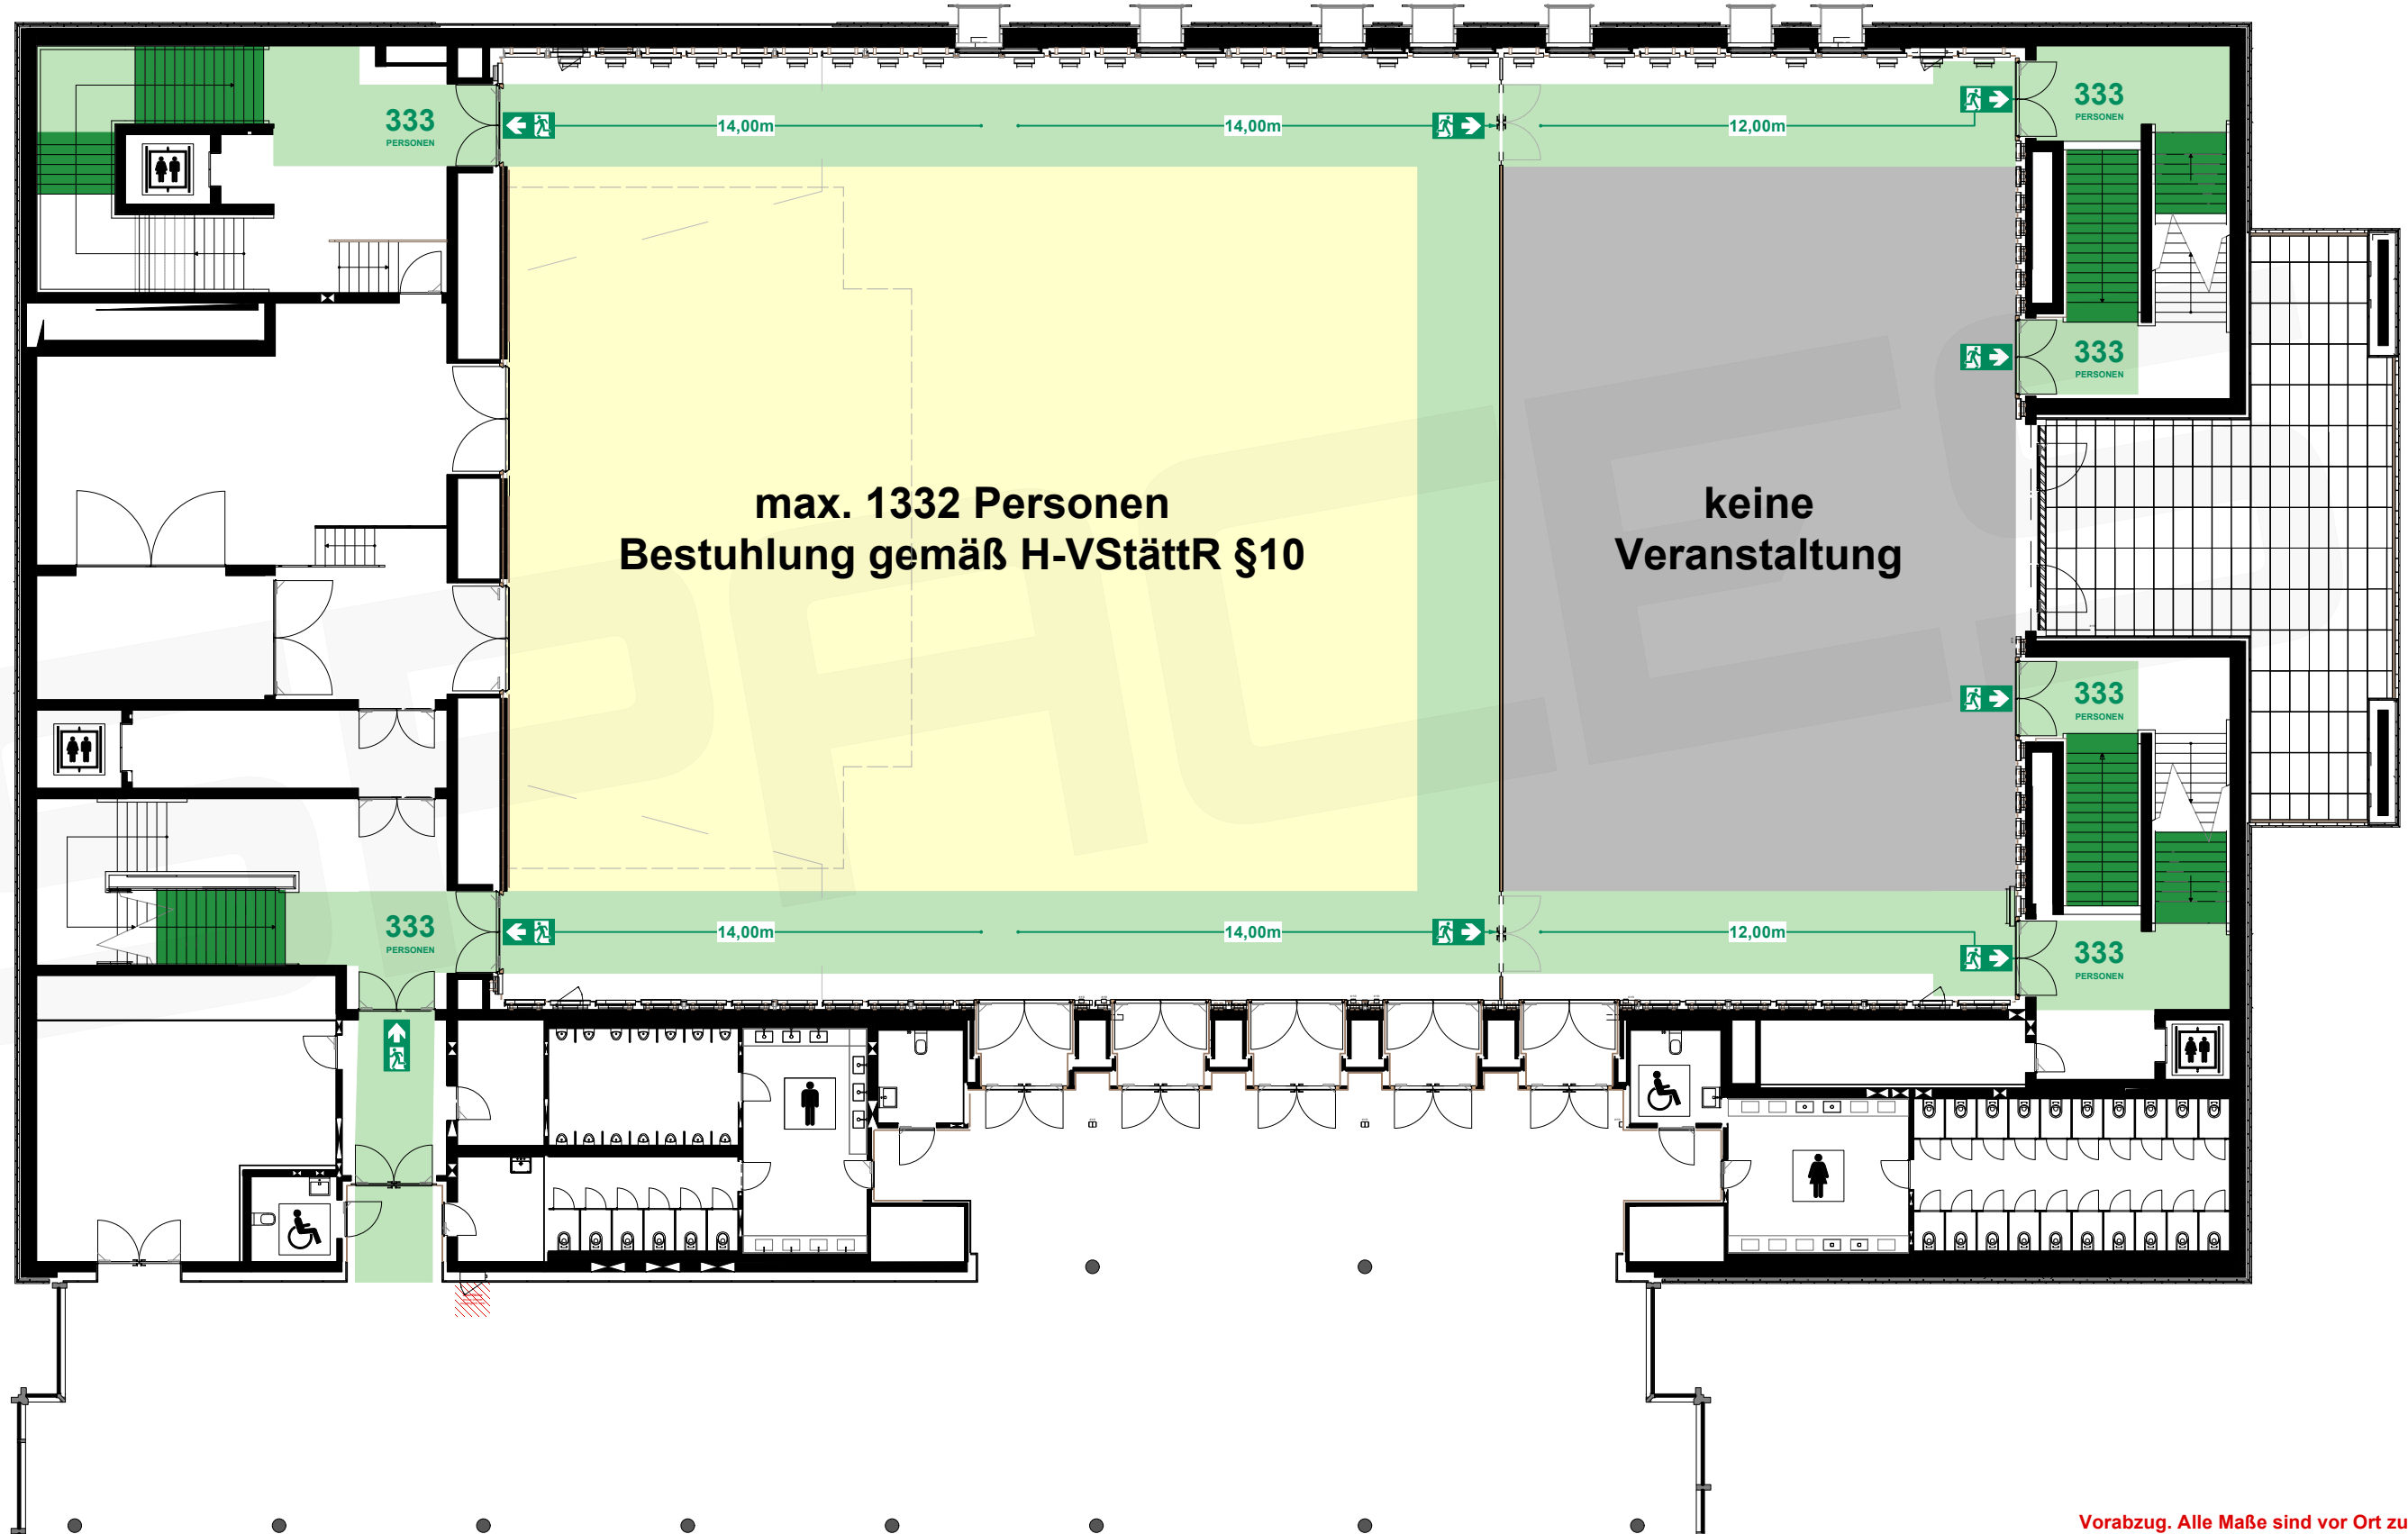 333
PERSONEN
14,00m
14,00m
12,00m
333
PERSONEN
333
PERSONEN
max. 1332 Personen
Bestuhlung gemäß H-VStättR §10
keine
Veranstaltung
SPACES
333
PERSONEN
333
PERSONEN
14,00m
14,00m
12,00m
333
PERSONEN
Vorabzug. Alle Maße sind vor Ort zu